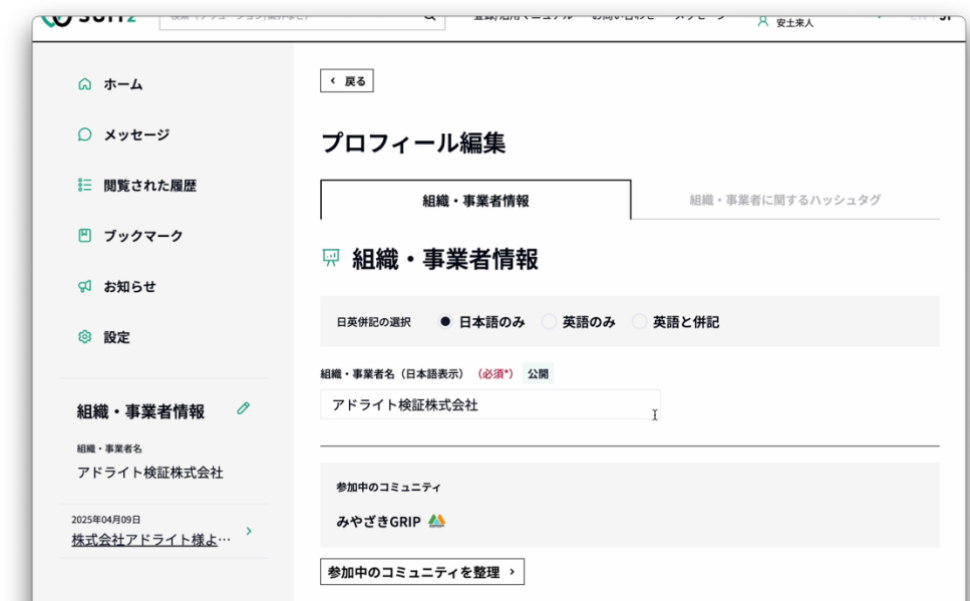 安土来人
ホーム
メッセージ
閲覧された履歴
ブックマーク
お知らせ
設定
組織・事業者情報
組織・事業者名
アドライト検証株式会社
2025年04月09日
株式会社アドライト様よ…
戻る
プロフィール編集
組織・事業者情報
組織・事業者に関するハッシュタグ
組織・事業者情報
日英併記の選択 日本語のみ 英語のみ 英語と併記
組織・事業者名（日本語表示） (必須*) 公開
アドライト検証株式会社
参加中のコミュニティ
みやざきGRIP
参加中のコミュニティを整理